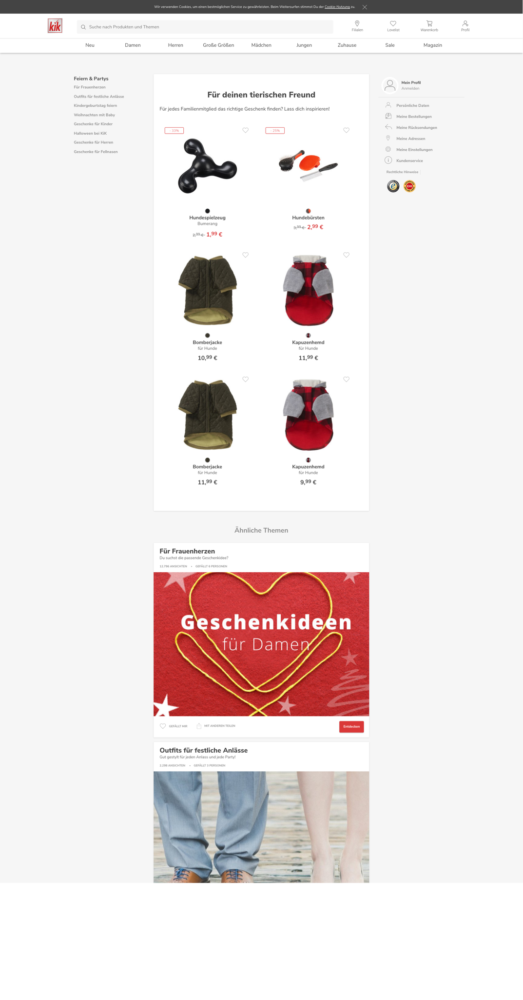 Wir verwenden Cookies, um einen bestmöglichen Service zu gewährleisten. Beim Weitersurfen stimmst Du der Cookie-Nutzung zu.
kik
Suche nach Produkten und Themen
Filialen
Lovelist
Warenkorb
Profil
Neu
Damen
Herren
Große Größen
Mädchen
Jungen
Zuhause
Sale
Magazin
Feiern & Partys
Für Frauenherzen
Outfits für festliche Anlässe
Kindergeburtstag feiern
Weihnachten mit Baby
Geschenke für Kinder
Halloween bei KiK
Geschenke für Herren
Geschenke für Fellnasen
Für deinen tierischen Freund
Für jedes Familienmitglied das richtige Geschenk finden? Lass dich inspirieren!
- 33%
- 25%
Hundespielzeug
Bumerang
2,99 € 1,99 €
Hundebürsten
3,99 € 2,99 €
Bomberjacke
für Hunde
10,99 €
Kapuzenhemd
für Hunde
11,99 €
Bomberjacke
für Hunde
11,99 €
Kapuzenhemd
für Hunde
9,99 €
Mein Profil
Anmelden
Persönliche Daten
Meine Bestellungen
Meine Rücksendungen
Meine Adressen
Meine Einstellungen
Kundenservice
Rechtliche Hinweise
EHI
Ähnliche Themen
Für Frauenherzen
Du suchst die passende Geschenkidee?
12.796 ANSICHTEN • GEFÄLLT 6 PERSONEN
Geschenkideen
für Damen
GEFÄLLT MIR
MIT ANDEREN TEILEN
Entdecken
Outfits für festliche Anlässe
Gut gestylt für jeden Anlass und jede Party!
2.298 ANSICHTEN • GEFÄLLT 3 PERSONEN